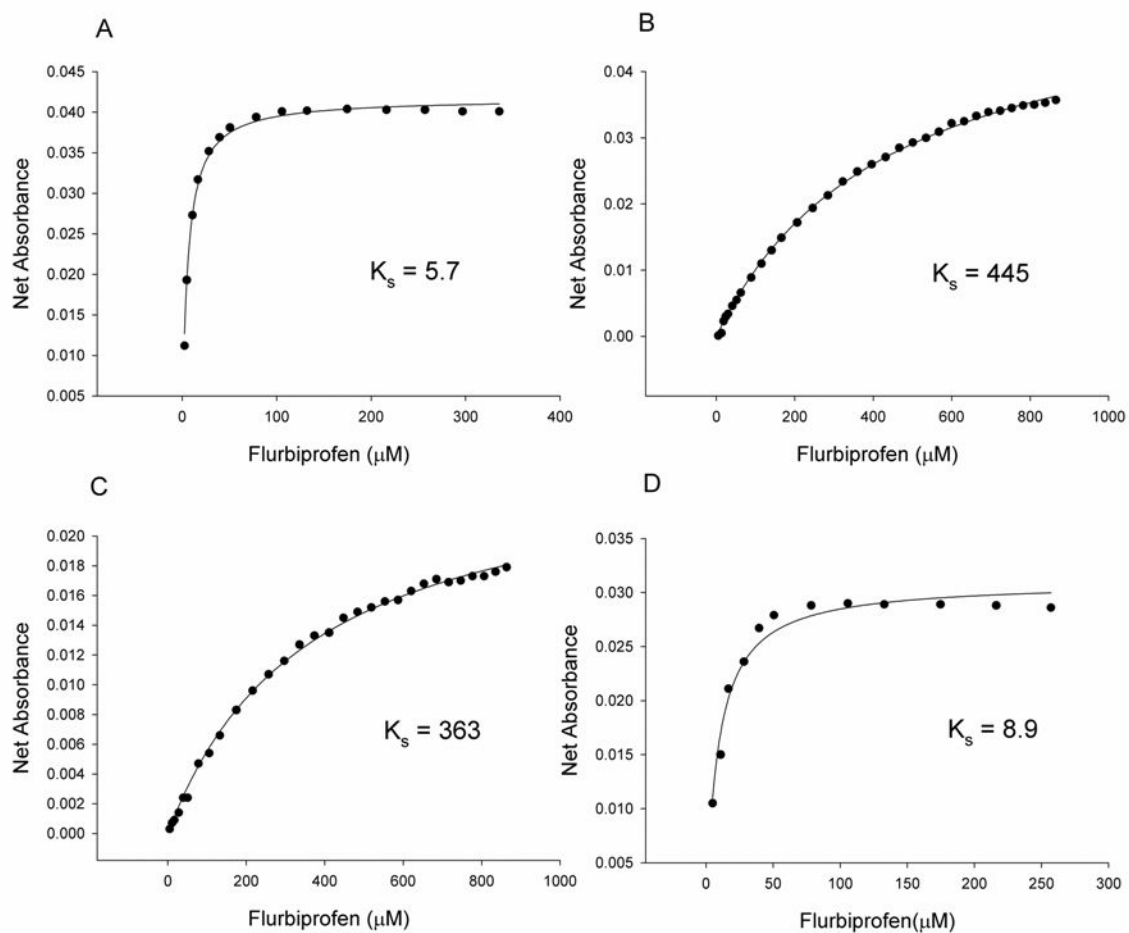 A
Net Absorbance
0.045
0.040
0.035
0.030
0.025
0.020
0.015
0.010
0.005
K_s = 5.7
0 100 200 300 400
Flurbiprofen (μM)
B
Net Absorbance
0.04
0.03
0.02
0.01
0.00
K_s = 445
0 200 400 600 800 1000
Flurbiprofen (μM)
C
Net Absorbance
0.020
0.018
0.016
0.014
0.012
0.010
0.008
0.006
0.004
0.002
0.000
K_s = 363
0 200 400 600 800 1000
Flurbiprofen (μM)
D
Net Absorbance
0.035
0.030
0.025
0.020
0.015
0.010
0.005
K_s = 8.9
0 50 100 150 200 250 300
Flurbiprofen(μM)